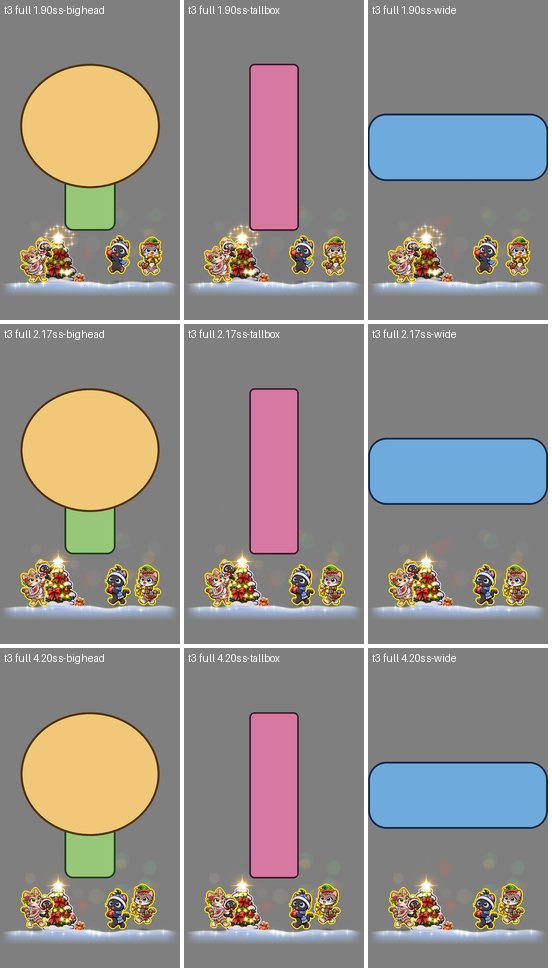 t3 full 1.90ss-bighead
t3 full 1.90ss-tallbox
t3 full 1.90ss-wide
t3 full 2.17ss-bighead
t3 full 2.17ss-tallbox
t3 full 2.17ss-wide
t3 full 4.20ss-bighead
t3 full 4.20ss-tallbox
t3 full 4.20ss-wide